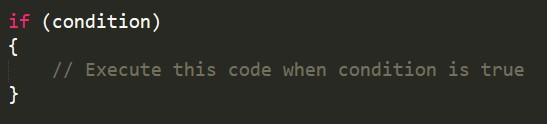 if (condition)
{
    // Execute this code when condition is true
}